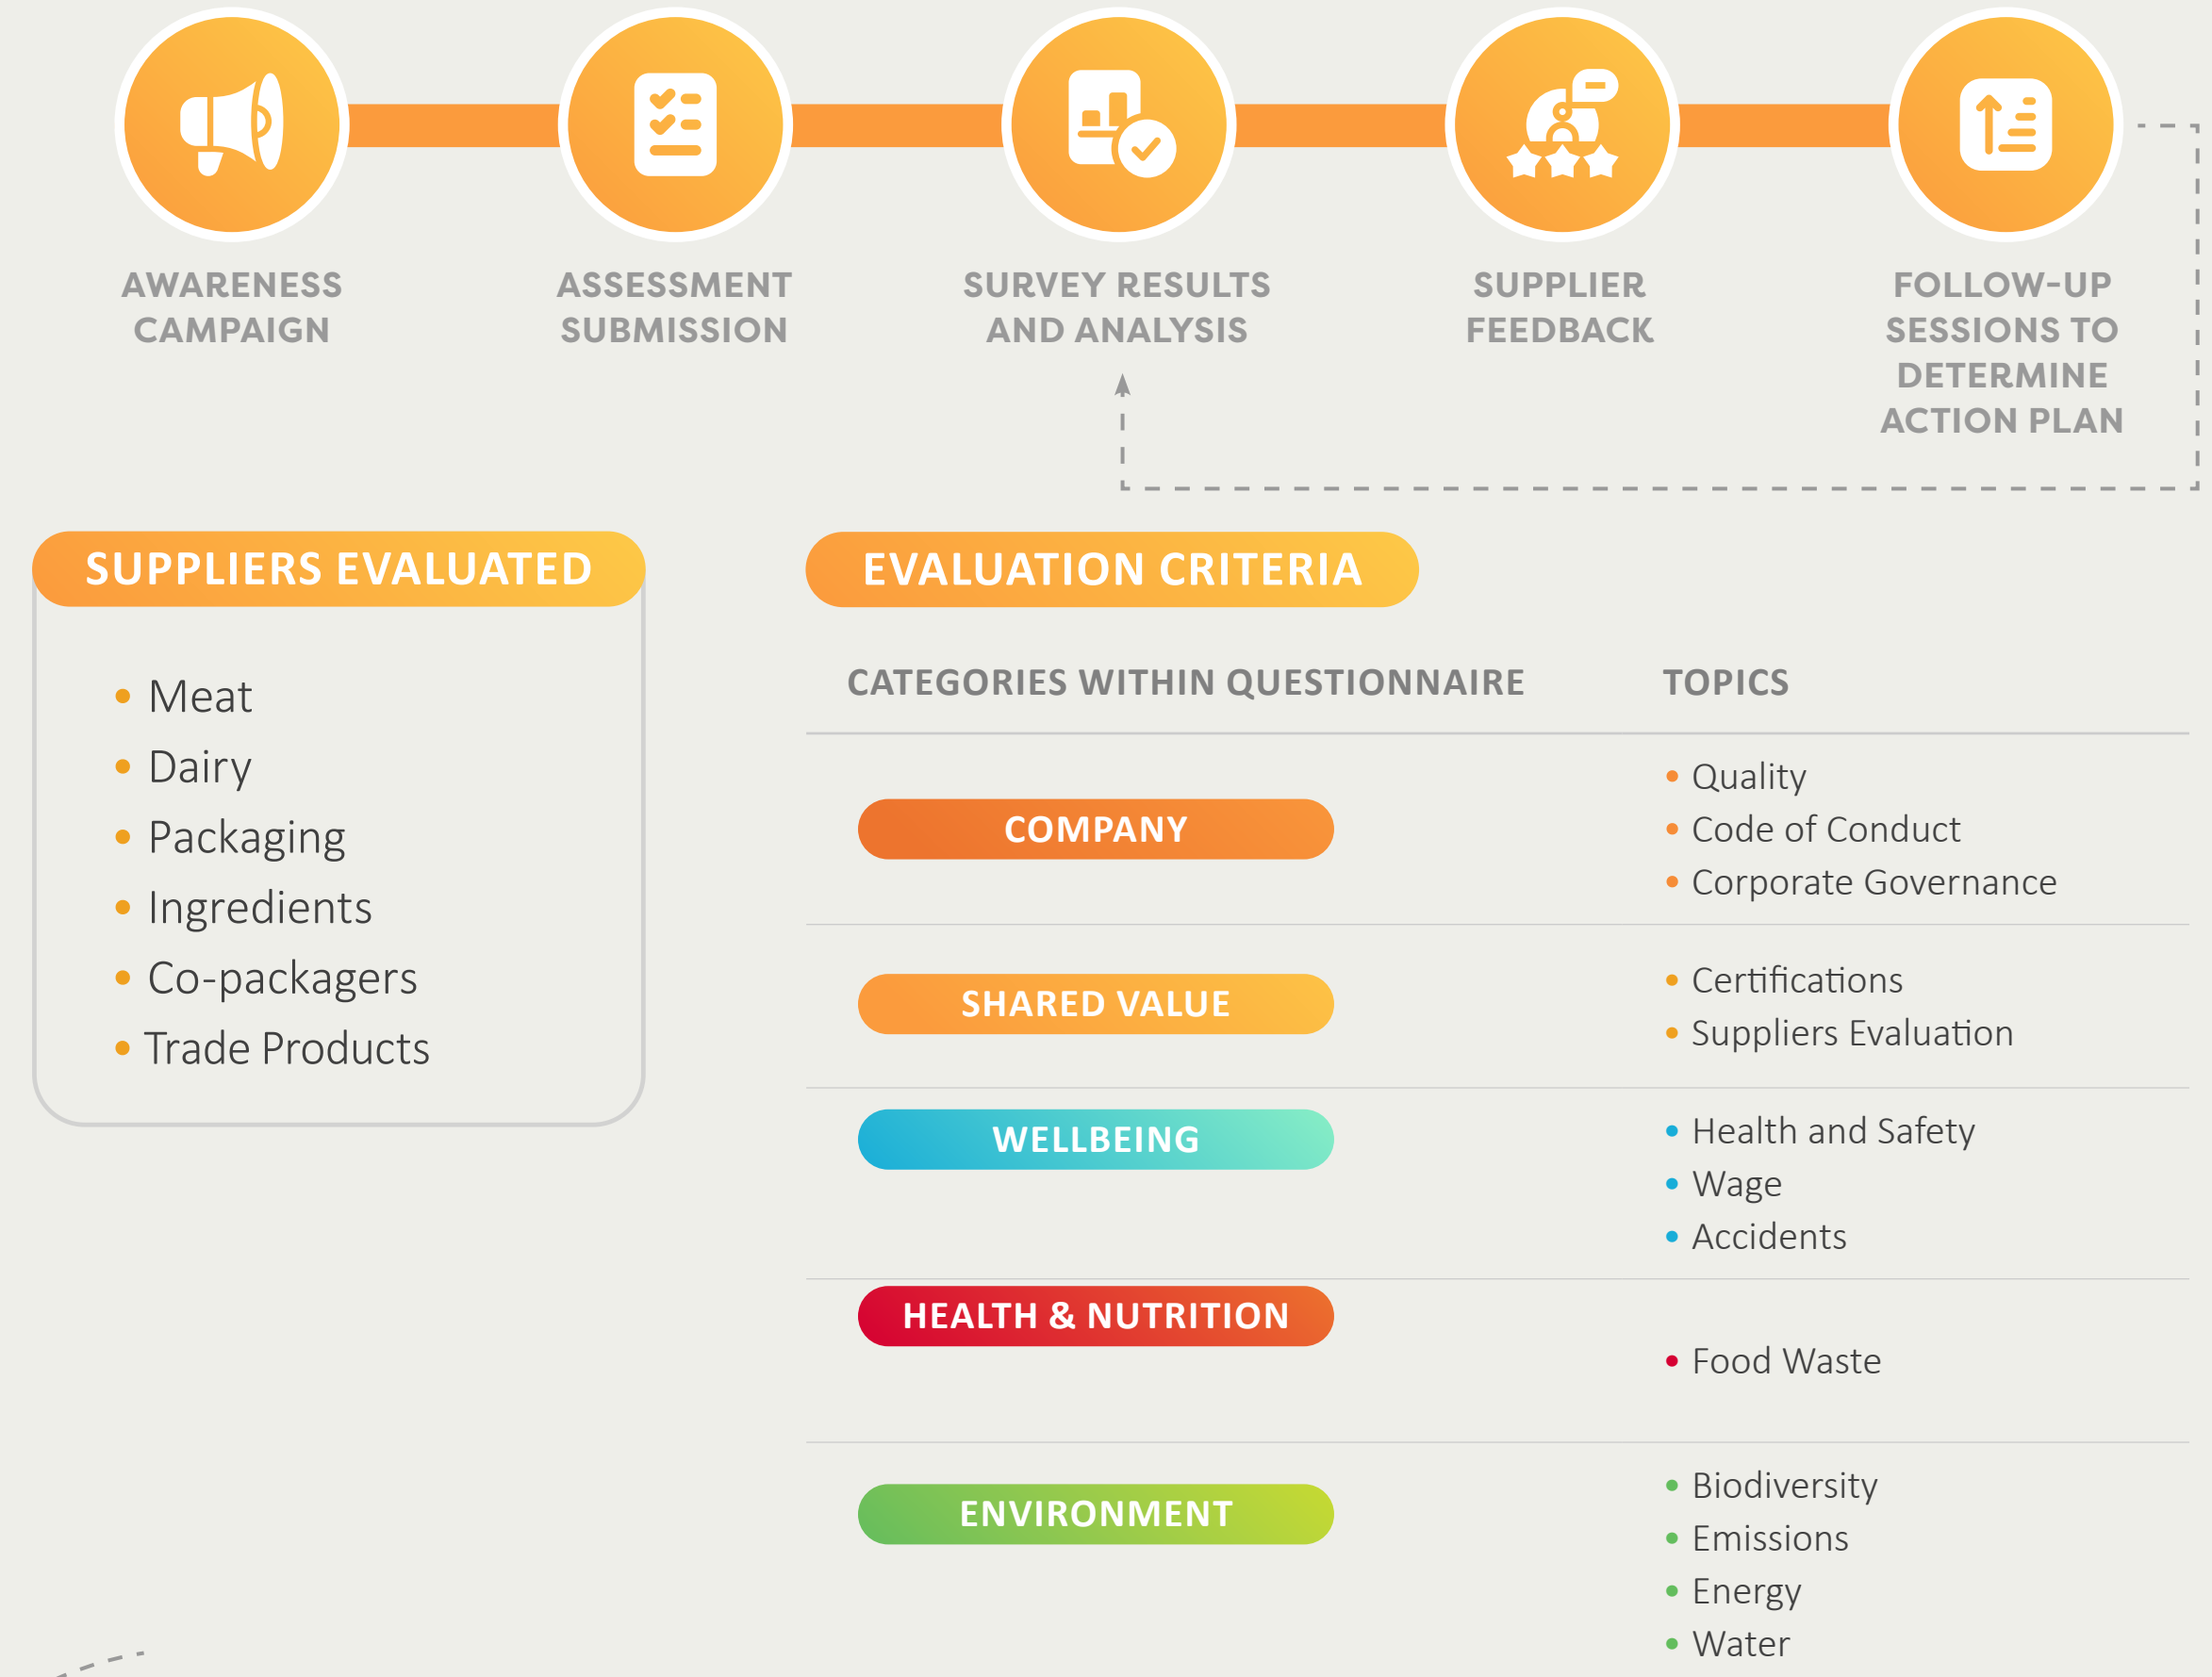 AWARENESS
CAMPAIGN
ASSESSMENT
SUBMISSION
SURVEY RESULTS
AND ANALYSIS
SUPPLIER
FEEDBACK
FOLLOW-UP
SESSIONS TO
DETERMINE
ACTION PLAN
SUPPLIERS EVALUATED
• Meat
• Dairy
• Packaging
• Ingredients
• Co-packagers
• Trade Products
EVALUATION CRITERIA
CATEGORIES WITHIN QUESTIONNAIRE
TOPICS
COMPANY
• Quality
• Code of Conduct
• Corporate Governance
SHARED VALUE
• Certifications
• Suppliers Evaluation
WELLBEING
• Health and Safety
• Wage
• Accidents
HEALTH & NUTRITION
• Food Waste
ENVIRONMENT
• Biodiversity
• Emissions
• Energy
• Water